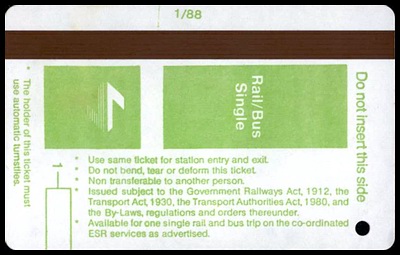 1/88
Do not insert this side
Rail/Bus
Single
* The holder of this ticket must
use automatic turnstiles.
1
* Use same ticket for station entry and exit.
* Do not bend, tear or deform this ticket.
* Non transferable to another person.
* Issued subject to the Government Railways Act, 1912, the
Transport Act, 1930, the Transport Authorities Act, 1980, and
the By-Laws, regulations and orders thereunder.
* Available for one single rail and bus trip on the co-ordinated
ESR services as advertised.